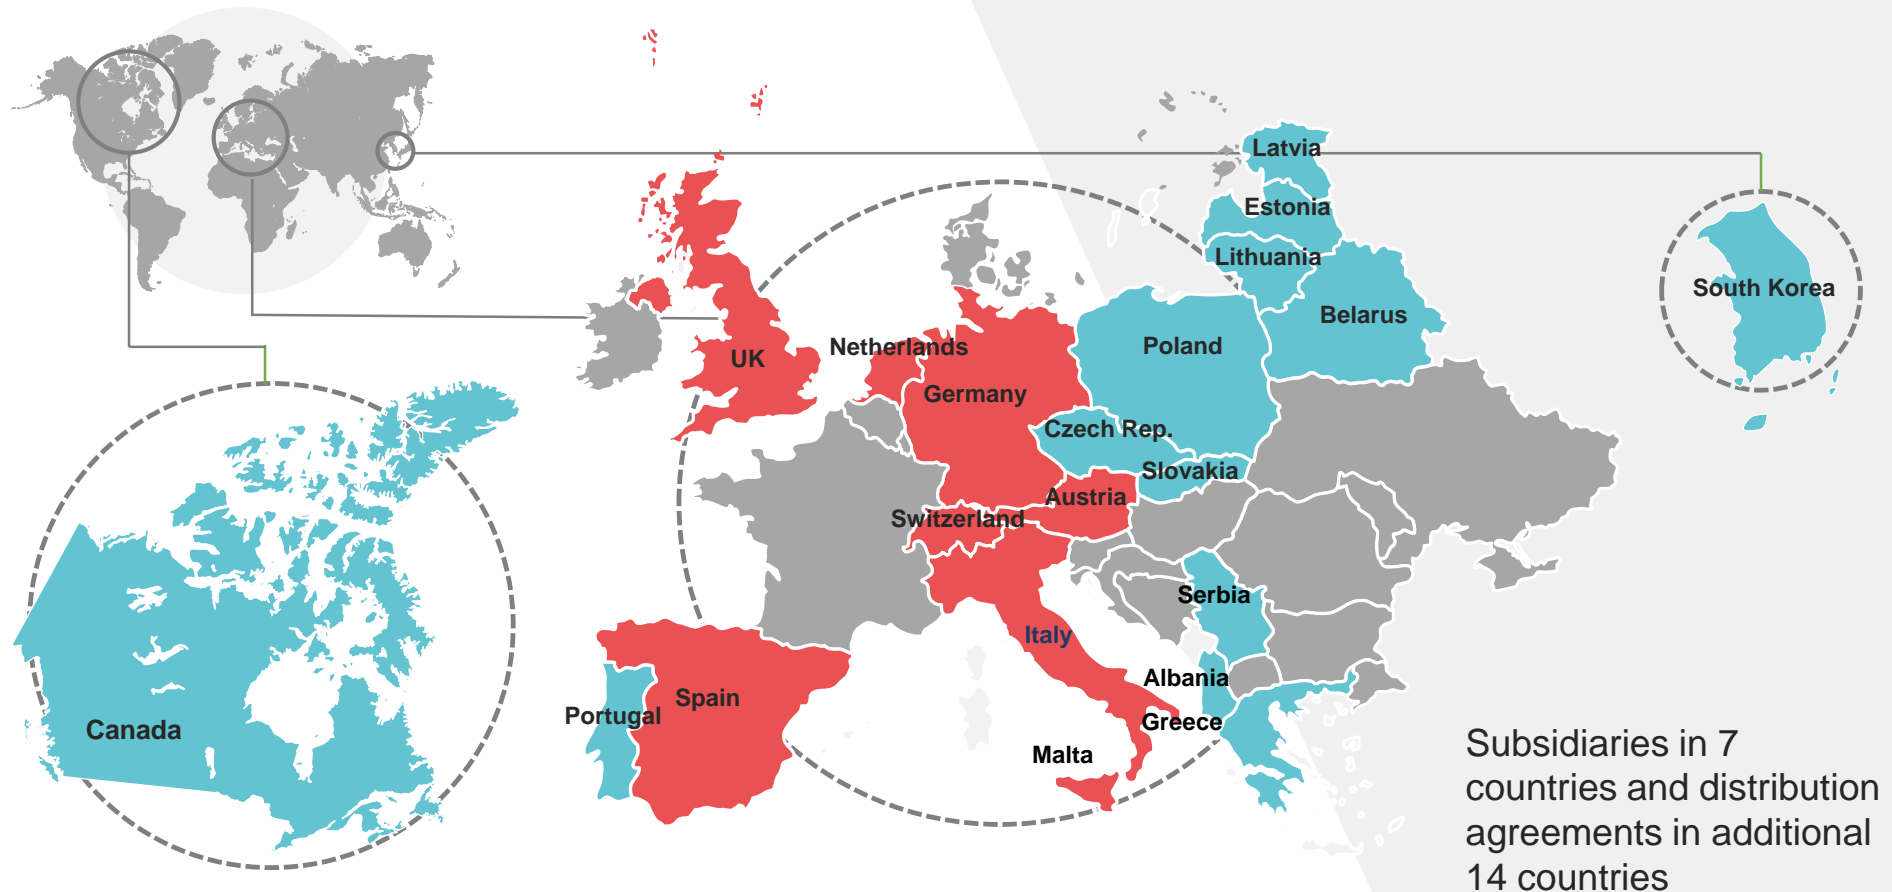 Latvia
Estonia
Lithuania
South Korea
Belarus
UK
Netherlands
Poland
Germany
Czech Rep.
Slovakia
Austria
Switzerland
Serbia
Italy
Albania
Spain
Portugal
Greece
Canada
Malta
Subsidiaries in 7
countries and distribution
agreements in additional
14 countries